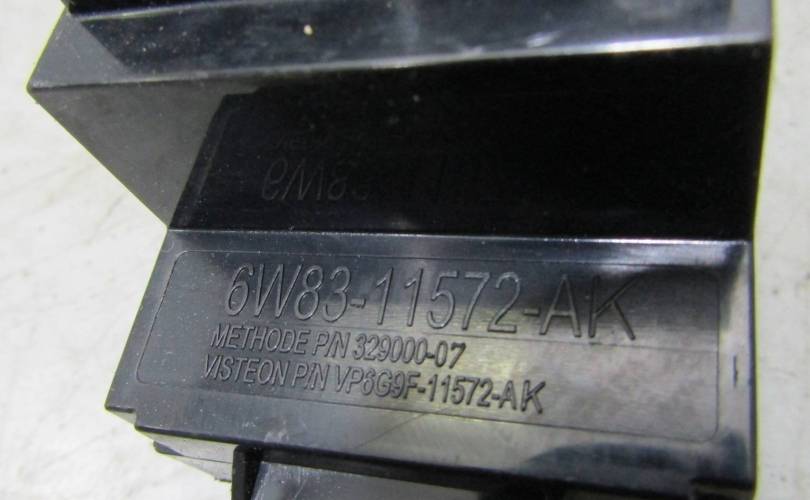 6W83-11572-AK
METHODE P/N 329000-07
VISTEON P/N VP6G9F-11572-AK